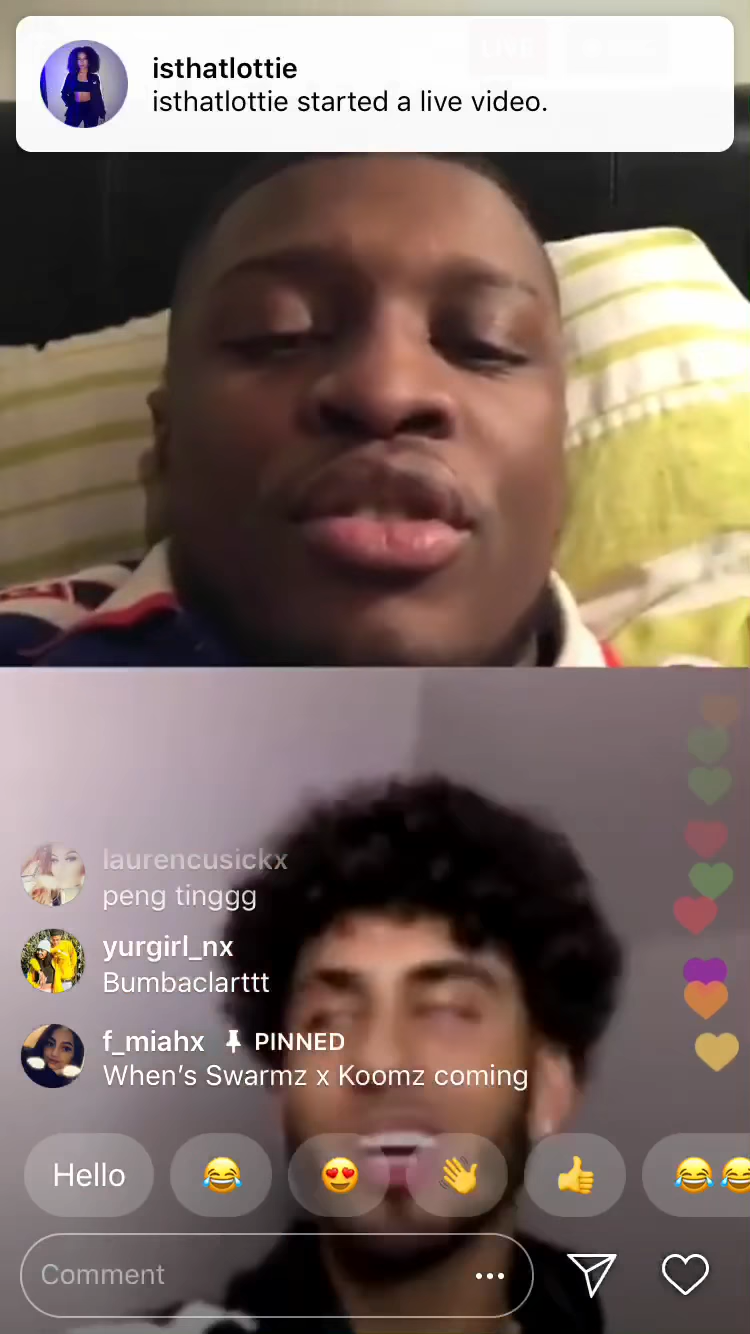 isthatlottie
isthatlottie started a live video.
laurencusickx
peng tinggg
yurgirl_nx
Bumbaclarttt
f_miahx PINNED
When's Swarmz x Koomz coming
Hello
Comment